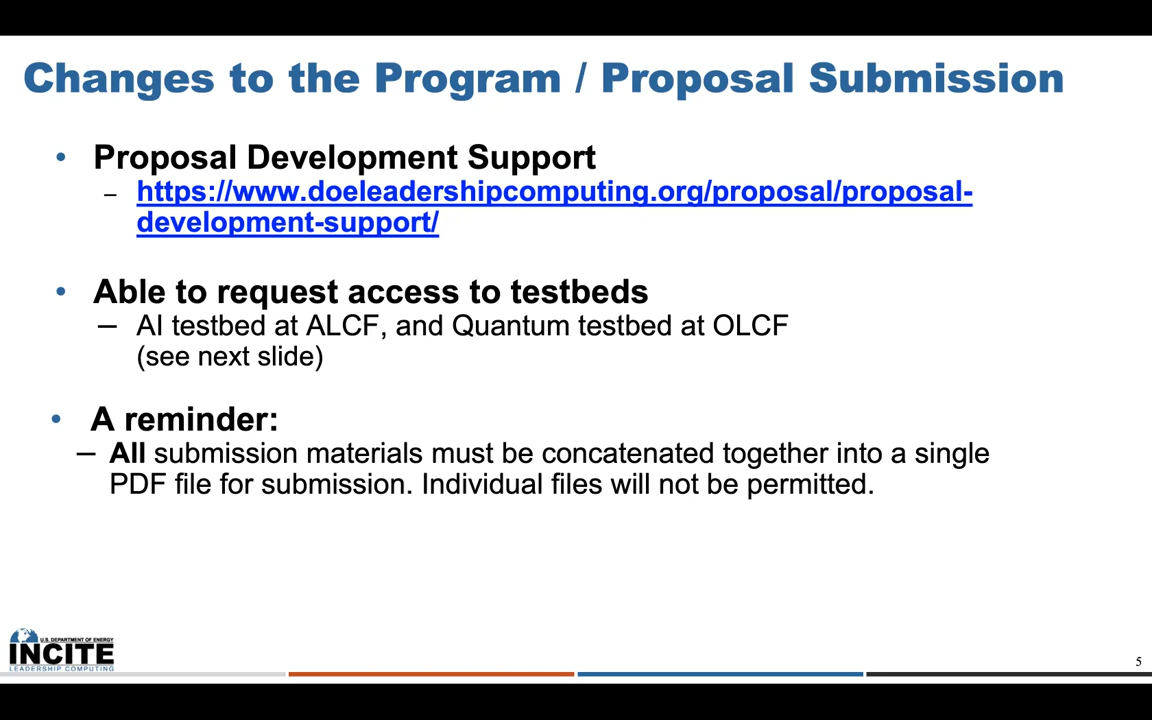 Changes to the Program / Proposal Submission
• Proposal Development Support
– https://www.doeleadershipcomputing.org/proposal/proposal-
development-support/
• Able to request access to testbeds
– AI testbed at ALCF, and Quantum testbed at OLCF
(see next slide)
• A reminder:
– All submission materials must be concatenated together into a single
PDF file for submission. Individual files will not be permitted.
U.S. DEPARTMENT OF ENERGY
INCITE
LEADERSHIP COMPUTING
5